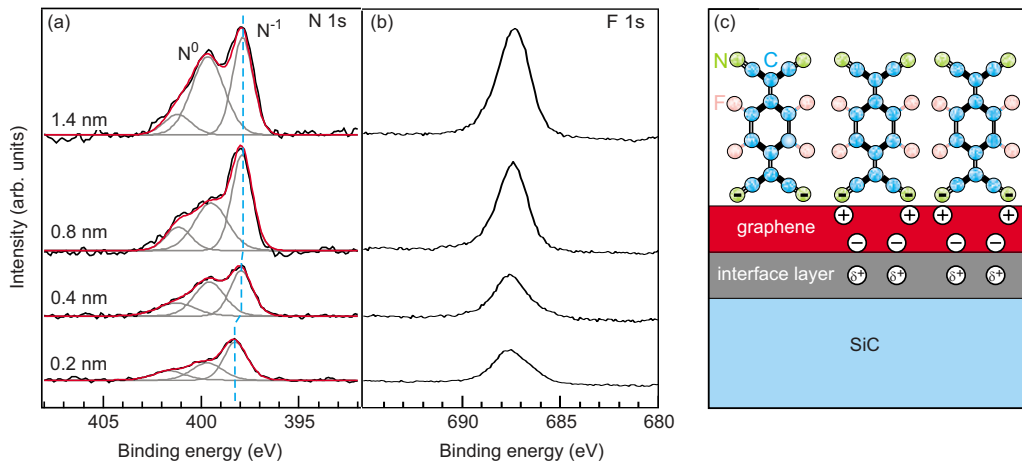 (a)
N 1s
N⁰
N⁻¹
1.4 nm
0.8 nm
0.4 nm
0.2 nm
Intensity (arb. units)
405
400
395
Binding energy (eV)
(b)
F 1s
690
685
680
Binding energy (eV)
(c)
N
C
F
- - - - - -
+ + + +
graphene
− − − −
interface layer
δ⁺ δ⁺ δ⁺ δ⁺
SiC